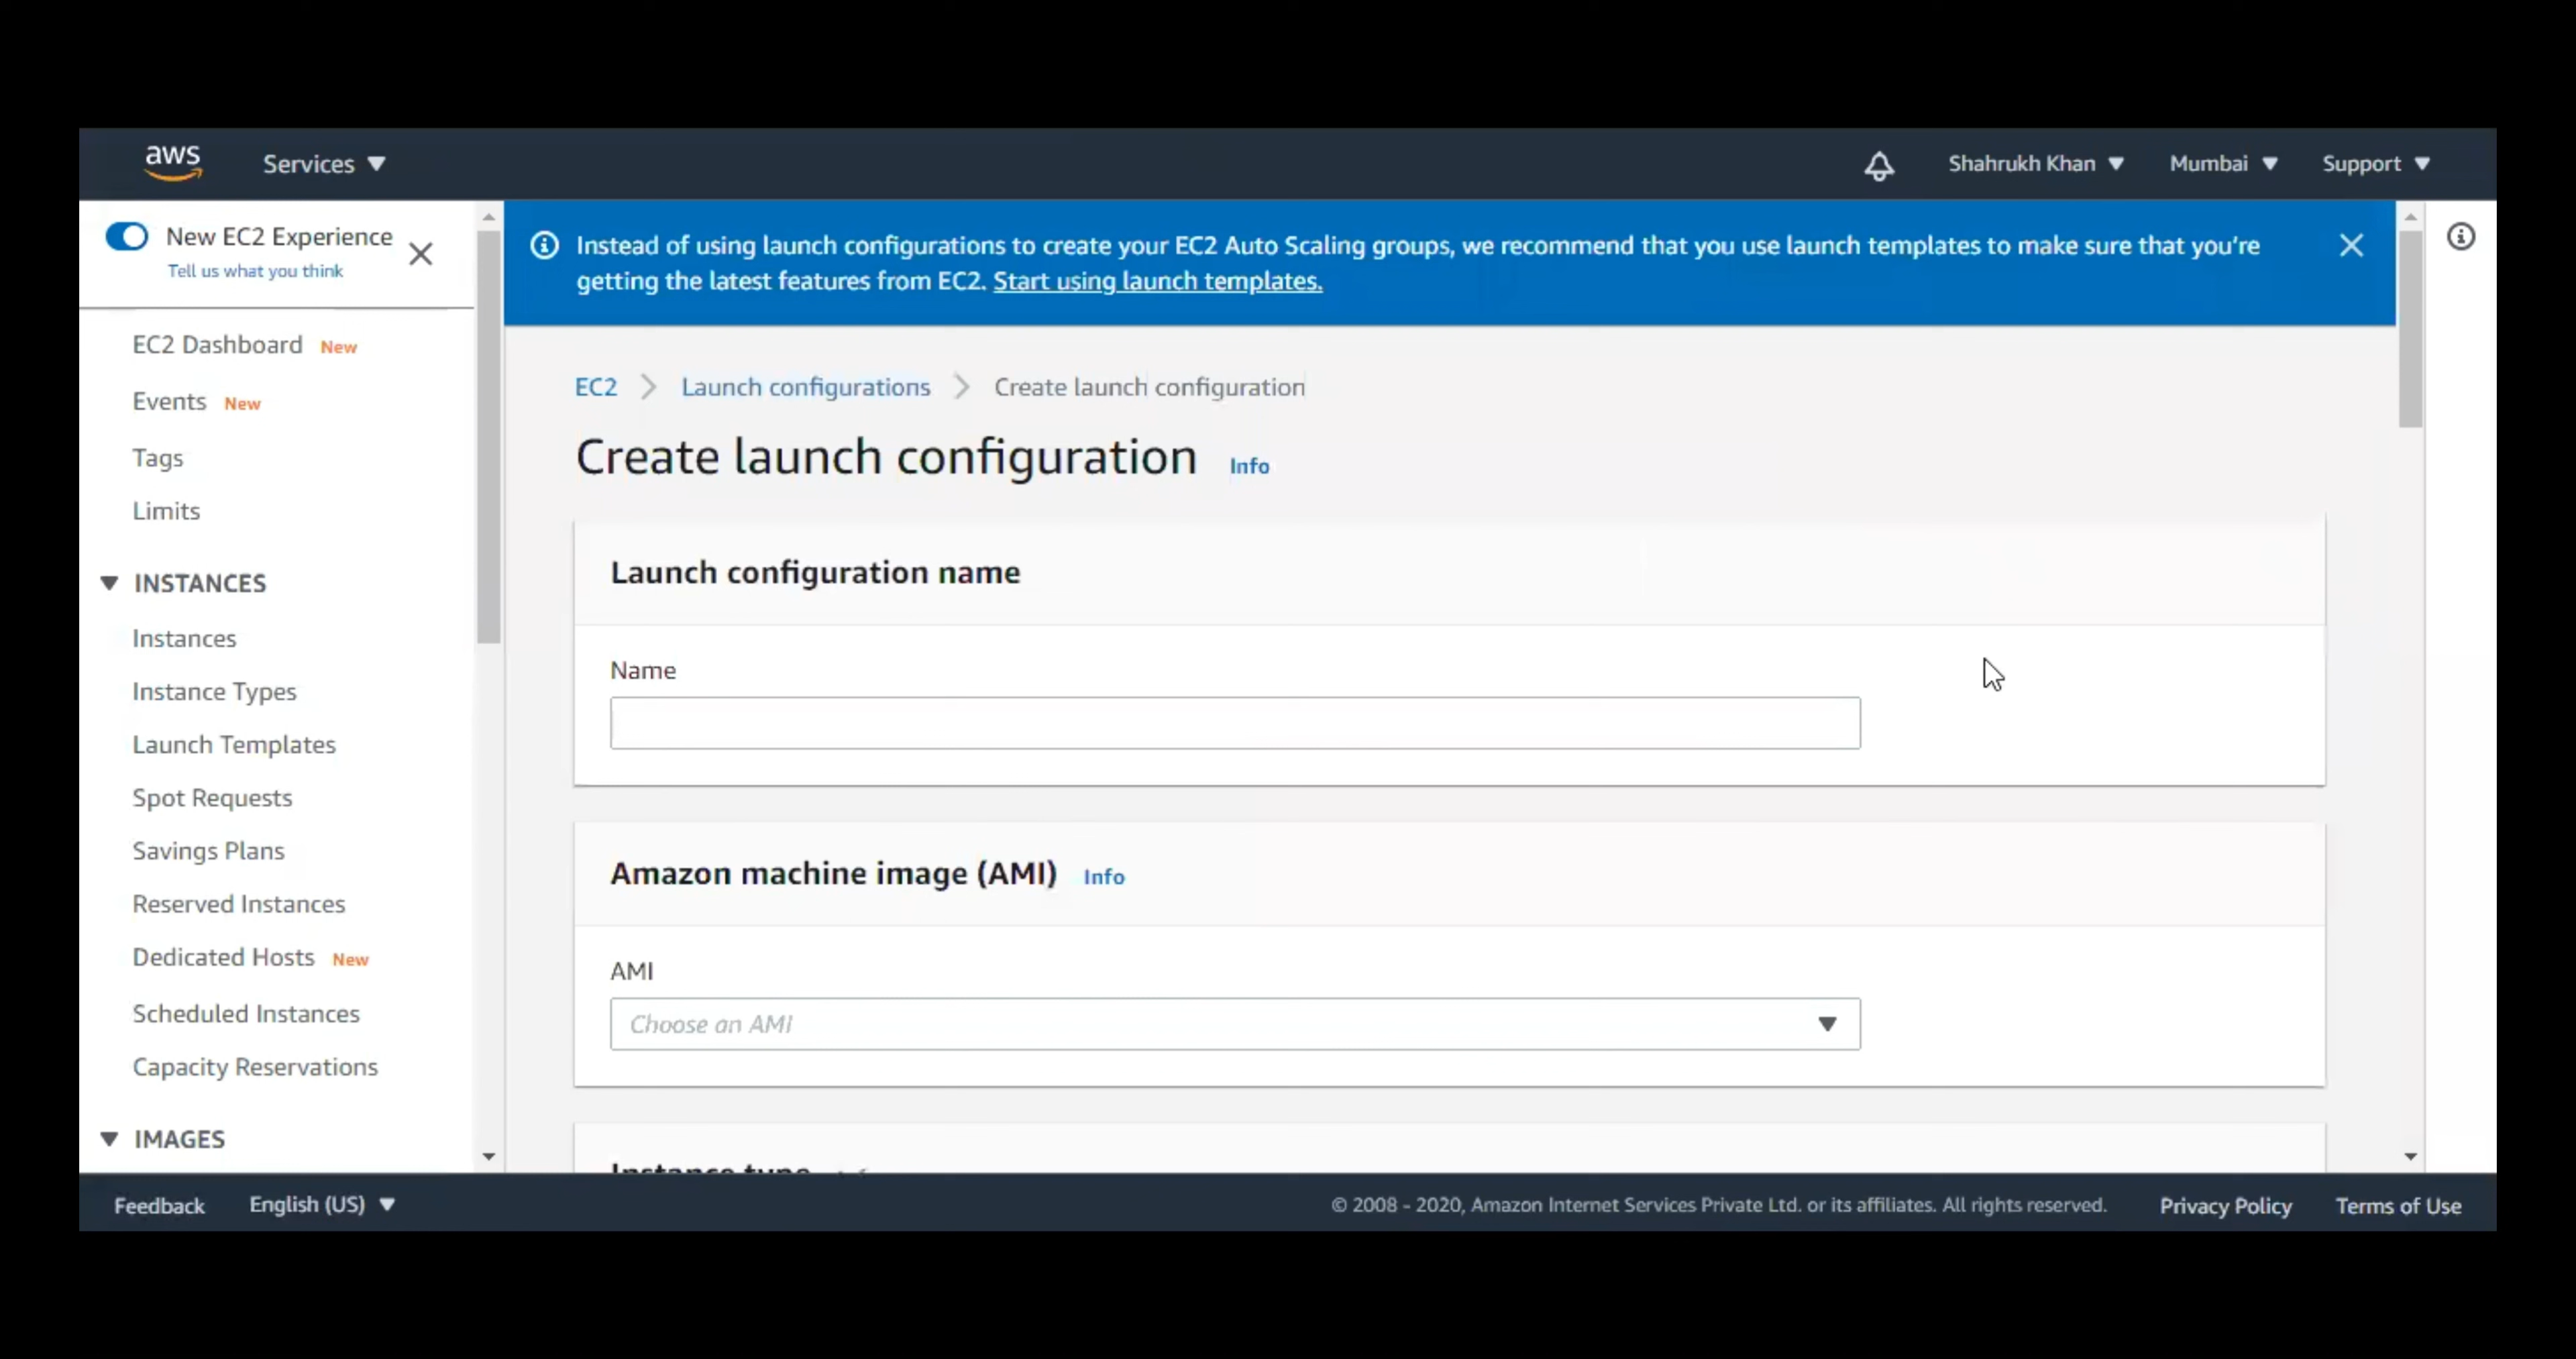 aws
Services
Shahrukh Khan
Mumbai
Support
New EC2 Experience
Tell us what you think
EC2 Dashboard New
Events New
Tags
Limits
INSTANCES
Instances
Instance Types
Launch Templates
Spot Requests
Savings Plans
Reserved Instances
Dedicated Hosts New
Scheduled Instances
Capacity Reservations
IMAGES
Instead of using launch configurations to create your EC2 Auto Scaling groups, we recommend that you use launch templates to make sure that you're
getting the latest features from EC2. Start using launch templates.
EC2 Launch configurations Create launch configuration
Create launch configuration Info
Launch configuration name
Name
Amazon machine image (AMI) Info
AMI
Choose an AMI
Instance type
Feedback
English (US)
© 2008 - 2020, Amazon Internet Services Private Ltd. or its affiliates. All rights reserved.
Privacy Policy
Terms of Use